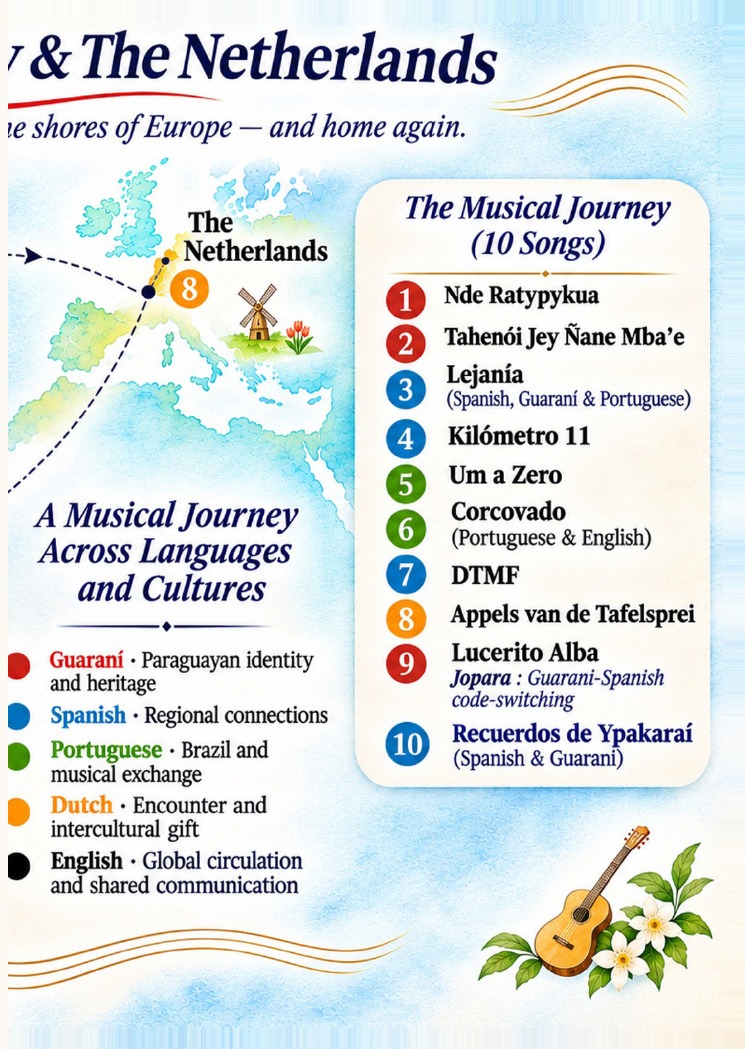 & The Netherlands
shores of Europe — and home again.
The
Netherlands
8
A Musical Journey
Across Languages
and Cultures
Guaraní · Paraguayan identity
and heritage
Spanish · Regional connections
Portuguese · Brazil and
musical exchange
Dutch · Encounter and
intercultural gift
English · Global circulation
and shared communication
The Musical Journey
(10 Songs)
1 Nde Ratypykua
2 Tahenói Jey Ñane Mba’e
3 Lejanía
(Spanish, Guaraní & Portuguese)
4 Kilómetro 11
5 Um a Zero
6 Corcovado
(Portuguese & English)
7 DTMF
8 Appels van de Tafelsprei
9 Lucerito Alba
Jopara : Guarani-Spanish
code-switching
10 Recuerdos de Ypakaraí
(Spanish & Guarani)